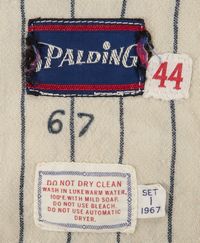 SPALDING
44
67
DO NOT DRY CLEAN
WASH IN LUKEWARM WATER,
100°F. WITH MILD SOAP.
DO NOT USE BLEACH.
DO NOT USE AUTOMATIC
DRYER.
SET
1
1967